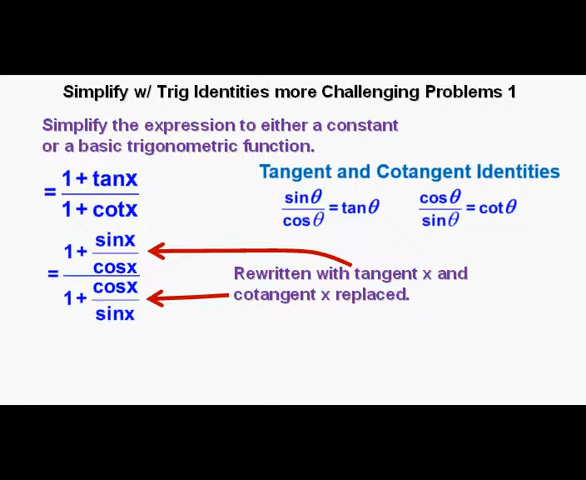 Simplify w/ Trig Identities more Challenging Problems 1
Simplify the expression to either a constant
or a basic trigonometric function.
= (1 + tanx)/(1 + cotx)
Tangent and Cotangent Identities
sinθ/cosθ = tanθ   cosθ/sinθ = cotθ
= (1 + sinx/cosx)/(1 + cosx/sinx)
Rewritten with tangent x and
cotangent x replaced.